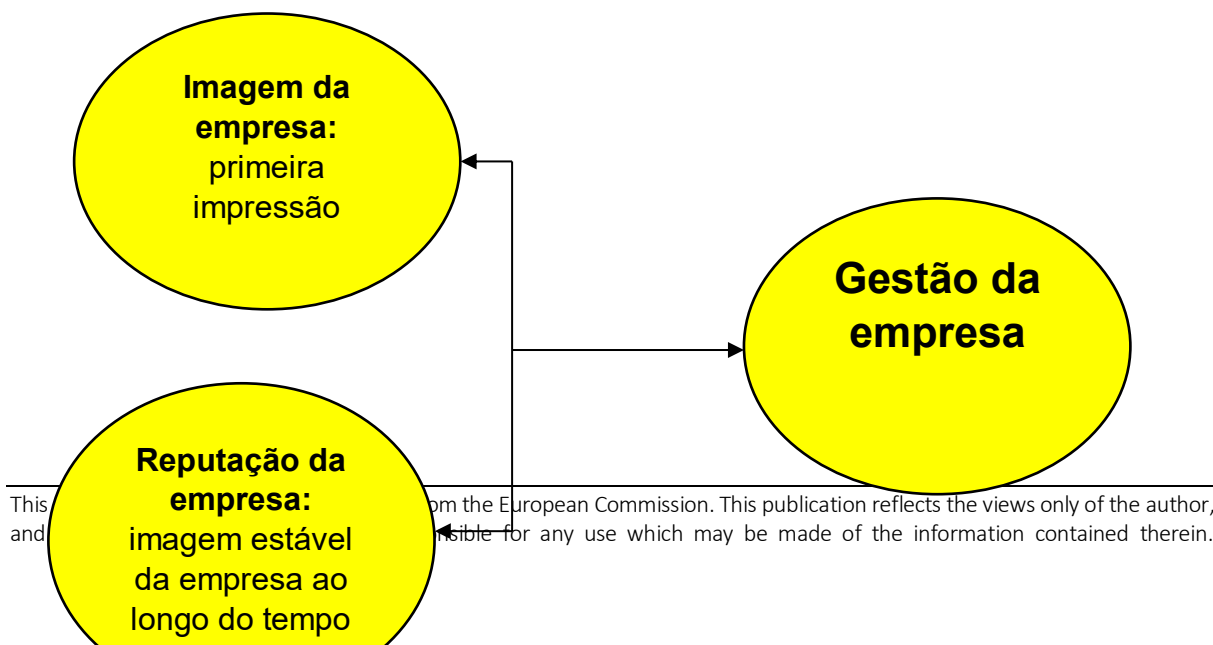 Imagem da
empresa:
primeira
impressão
Gestão da
empresa
Reputação da
empresa:
imagem estável
da empresa ao
longo do tempo
This om the European Commission. This publication reflects the views only of the author,
and nsible for any use which may be made of the information contained therein.